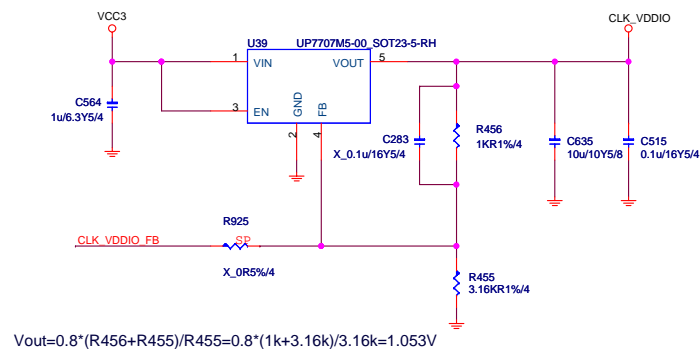 VCC3
CLK_VDDIO
U39 UP7707M5-00_SOT23-5-RH
1 VIN VOUT 5
3 EN
GND
FB
2
4
C564
1u/6.3Y5/4
C283
X_0.1u/16Y5/4
R456
1KR1%/4
C635
10u/10Y5/8
C515
0.1u/16Y5/4
R925
CLK_VDDIO_FB
SP
X_0R5%/4
R455
3.16KR1%/4
Vout=0.8*(R456+R455)/R455=0.8*(1k+3.16k)/3.16k=1.053V